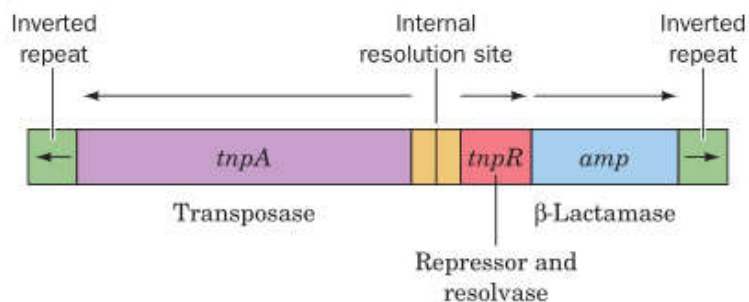 Inverted
repeat
Internal
resolution site
Inverted
repeat
tnpA
tnpR
amp
Transposase
β-Lactamase
Repressor and
resolvase